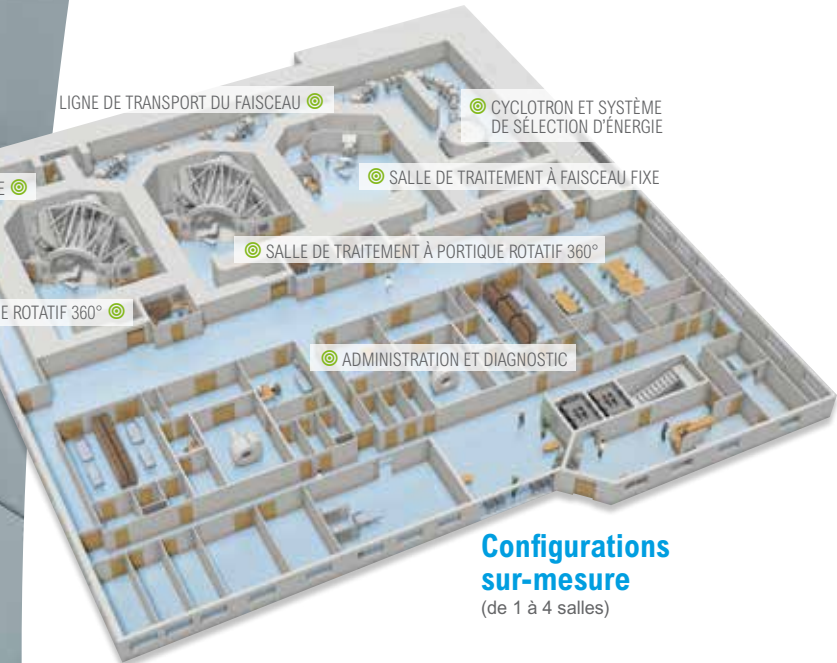 LIGNE DE TRANSPORT DU FAISCEAU
CYCLOTRON ET SYSTÈME
DE SÉLECTION D'ÉNERGIE
SALLE DE TRAITEMENT À FAISCEAU FIXE
SALLE DE TRAITEMENT À PORTIQUE ROTATIF 360°
ROTATIF 360°
ADMINISTRATION ET DIAGNOSTIC
Configurations
sur-mesure
(de 1 à 4 salles)